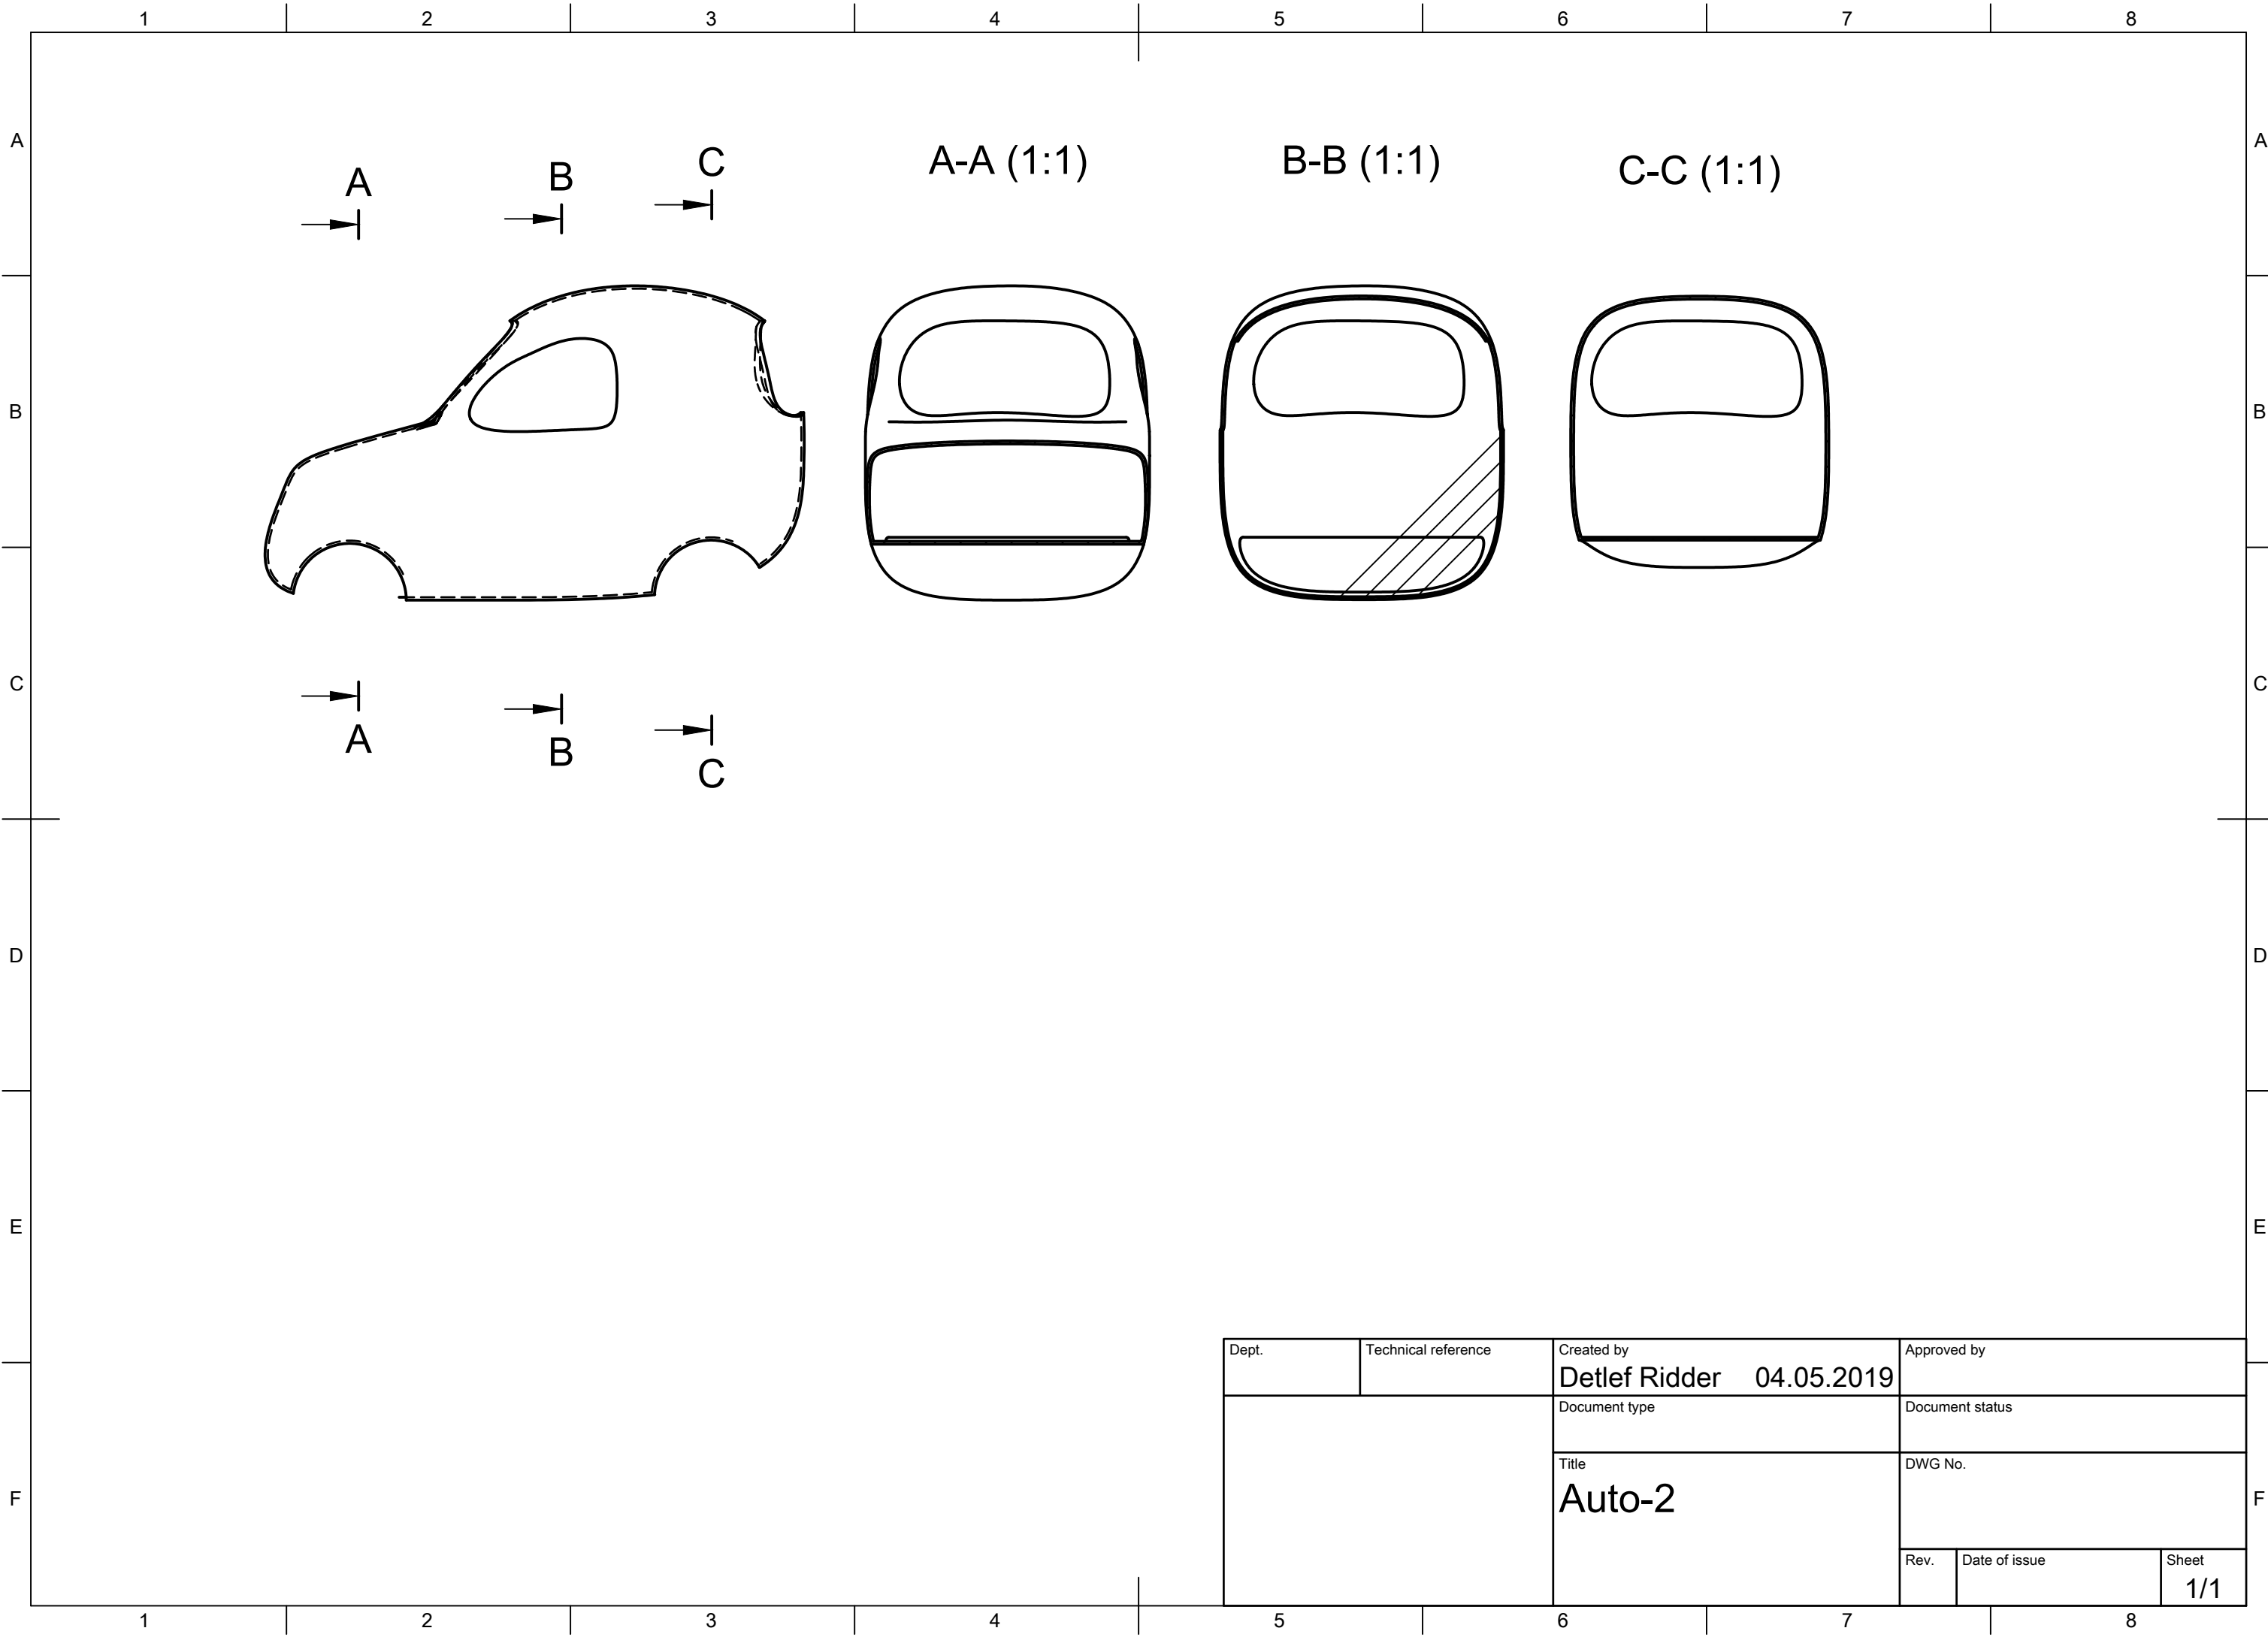 1 2 3 4 5 6 7 8
A A
A B C A-A (1:1) B-B (1:1) C-C (1:1)
B B
C C
A B C
D D
E E
Dept. Technical reference Created by Approved by
Detlef Ridder 04.05.2019
Document type Document status
Title DWG No.
F Auto-2 F
Rev. Date of issue Sheet
1/1
1 2 3 4 5 6 7 8